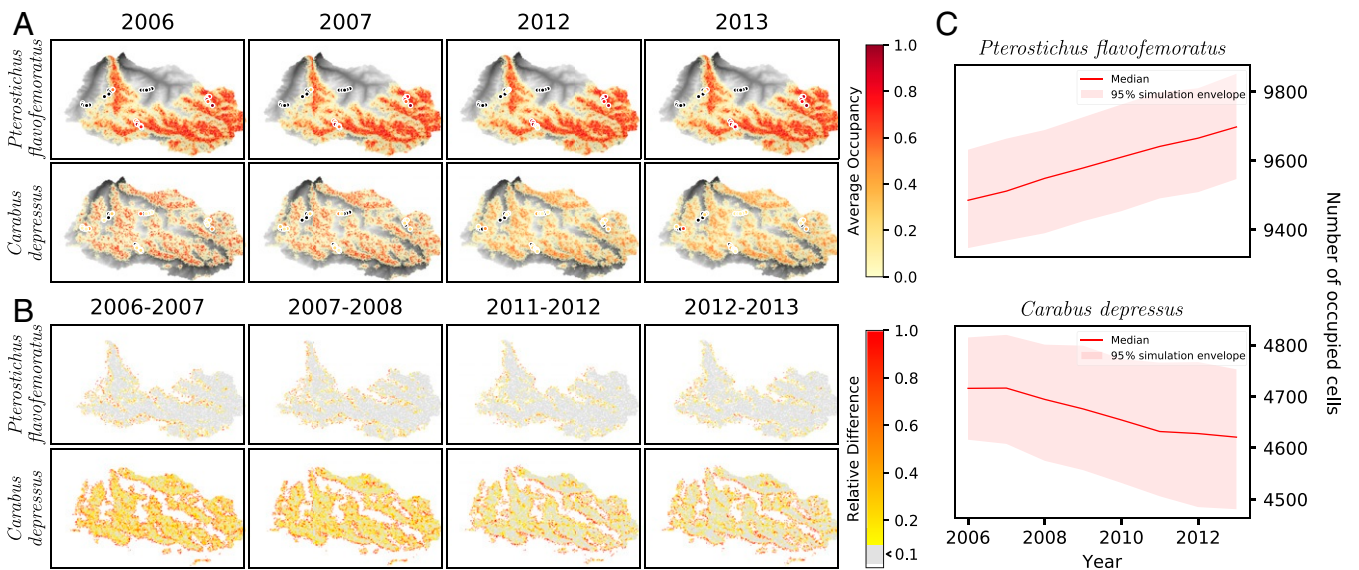 A
2006
2007
2012
2013
Pterostichus
flavofemoratus
Carabus
depressus
1.0
0.8
0.6
0.4
0.2
0.0
Average Occupancy
B
2006-2007
2007-2008
2011-2012
2012-2013
Pterostichus
flavofemoratus
Carabus
depressus
1.0
0.8
0.6
0.4
0.2
<0.1
Relative Difference
C
Pterostichus flavofemoratus
Median
95% simulation envelope
9800
9600
9400
Carabus depressus
Median
95% simulation envelope
4800
4700
4600
4500
2006
2008
2010
2012
Year
Number of occupied cells